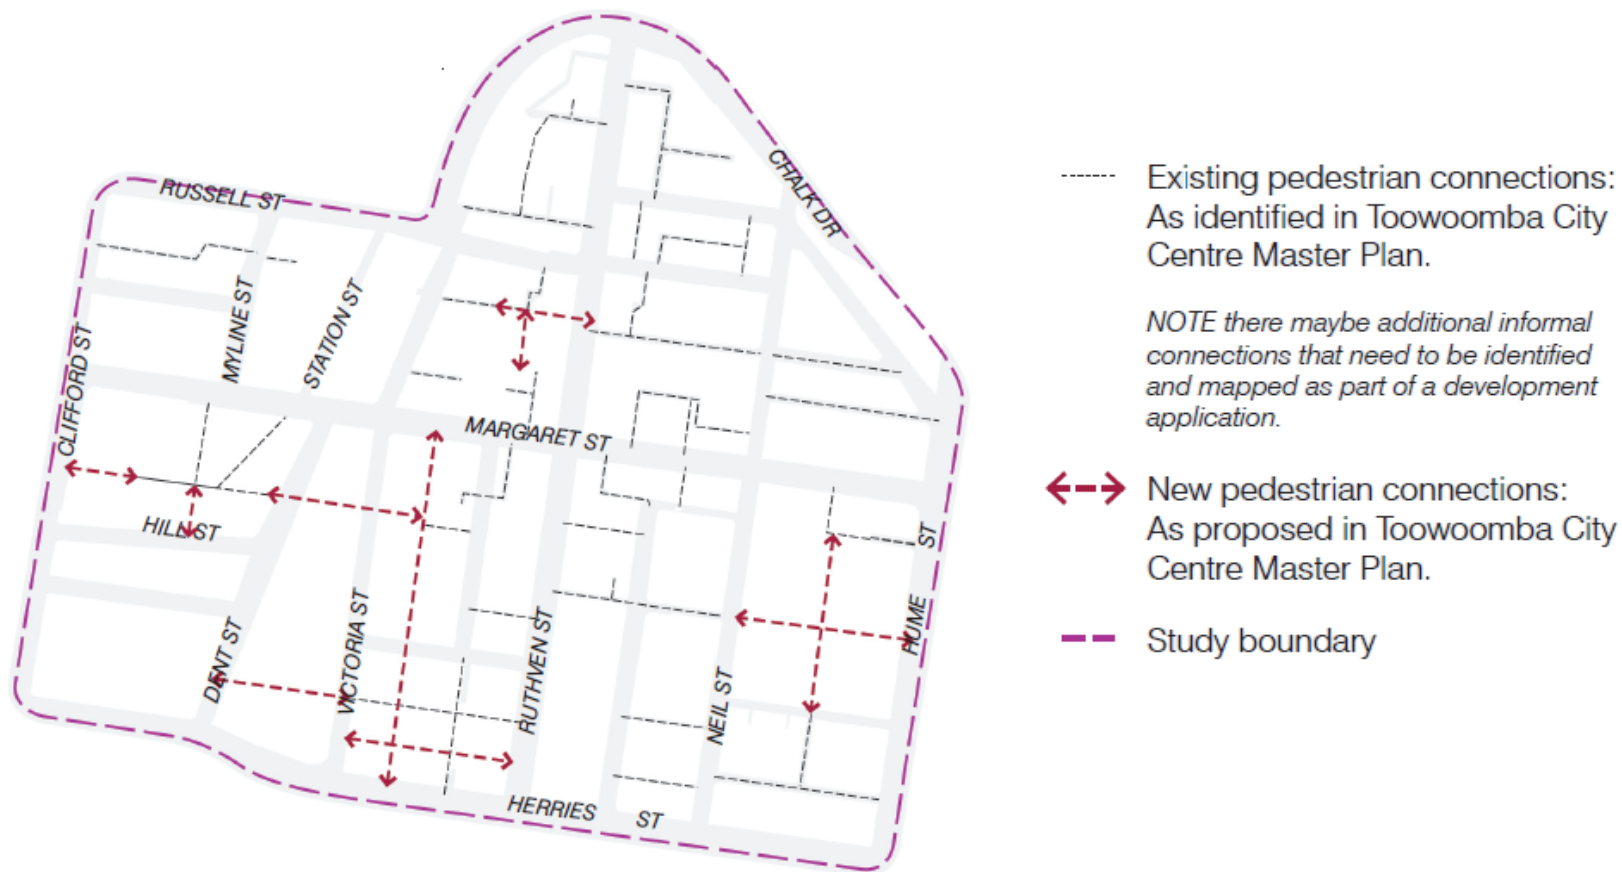 RUSSELL ST
CHALK DR
MYLINE ST
STATION ST
CLIFFORD ST
MARGARET ST
HILL ST
DENT ST
VICTORIA ST
RUTHVEN ST
NEIL ST
HUME ST
HERRIES ST
Existing pedestrian connections:
As identified in Toowoomba City
Centre Master Plan.
NOTE there maybe additional informal
connections that need to be identified
and mapped as part of a development
application.
New pedestrian connections:
As proposed in Toowoomba City
Centre Master Plan.
Study boundary